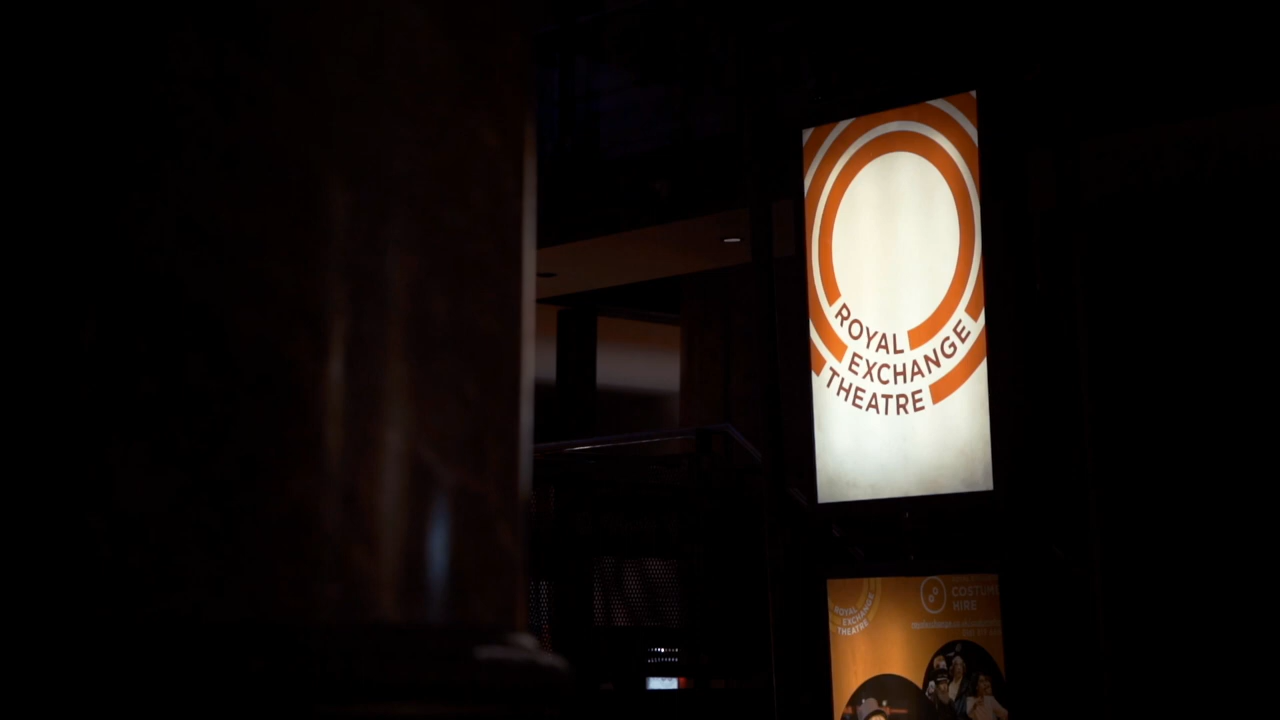 ROYAL
EXCHANGE
THEATRE
ROYAL
EXCHANGE
THEATRE
COSTUME
HIRE